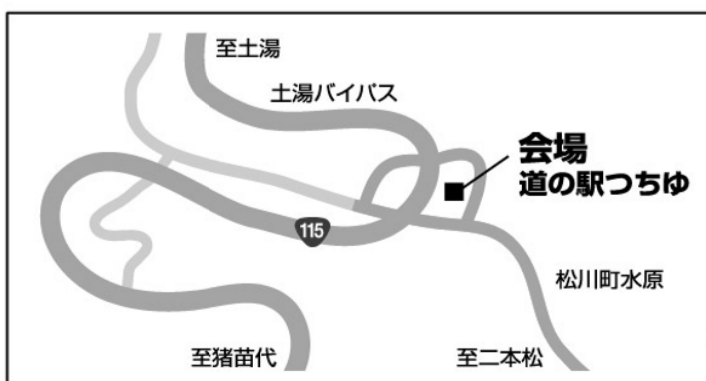 至土湯
土湯バイパス
会場
道の駅つちゆ
115
松川町水原
至猪苗代
至二本松